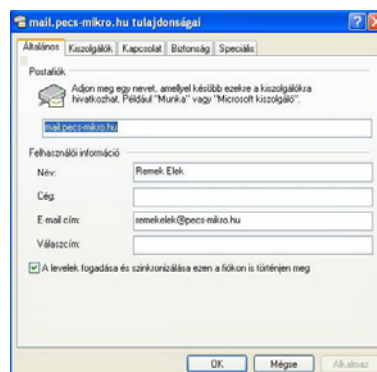 mail.pecs-mikro.hu tulajdonságai
Általános Kiszolgálók Kapcsolat Biztonság Speciális
Postafiók
Adjon meg egy nevet, amellyel később ezekre a kiszolgálókra
hivatkozhat. Például "Munka" vagy "Microsoft kiszolgáló".
mail.pecs-mikro.hu
Felhasználói információ
Név: Remek Elek
Cég:
E-mail cím: remekelek@pecs-mikro.hu
Válaszcím:
A levelek fogadása és szinkronizálása ezen a fiókon is történjen meg
OK Mégse Alkalmaz